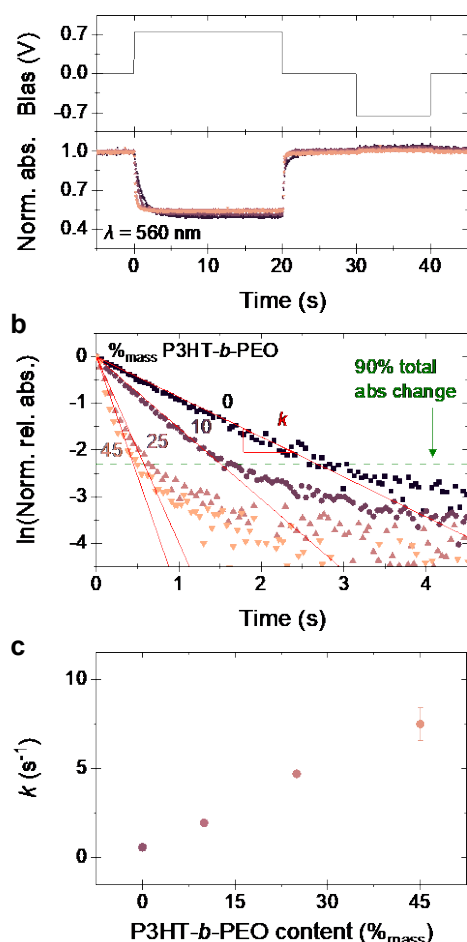 0.7
0.0
-0.7
Bias (V)
1.0
0.7
0.4
Norm. abs.
λ = 560 nm
0 10 20 30 40
Time (s)
b
%mass P3HT-b-PEO
0
10
25
45
k
90% total
abs change
0
-1
-2
-3
-4
ln(Norm. rel. abs.)
0 1 2 3 4
Time (s)
c
10
5
0
k (s⁻¹)
0 15 30 45
P3HT-b-PEO content (%mass)